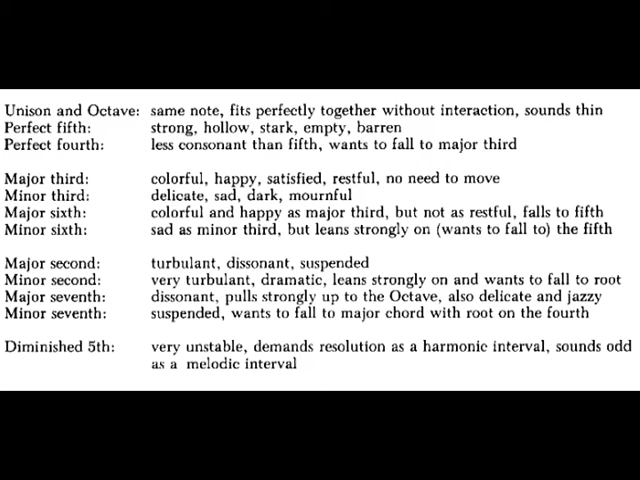 Unison and Octave: same note, fits perfectly together without interaction, sounds thin
Perfect fifth: strong, hollow, stark, empty, barren
Perfect fourth: less consonant than fifth, wants to fall to major third
Major third: colorful, happy, satisfied, restful, no need to move
Minor third: delicate, sad, dark, mournful
Major sixth: colorful and happy as major third, but not as restful, falls to fifth
Minor sixth: sad as minor third, but leans strongly on (wants to fall to) the fifth
Major second: turbulant, dissonant, suspended
Minor second: very turbulant, dramatic, leans strongly on and wants to fall to root
Major seventh: dissonant, pulls strongly up to the Octave, also delicate and jazzy
Minor seventh: suspended, wants to fall to major chord with root on the fourth
Diminished 5th: very unstable, demands resolution as a harmonic interval, sounds odd
as a melodic interval